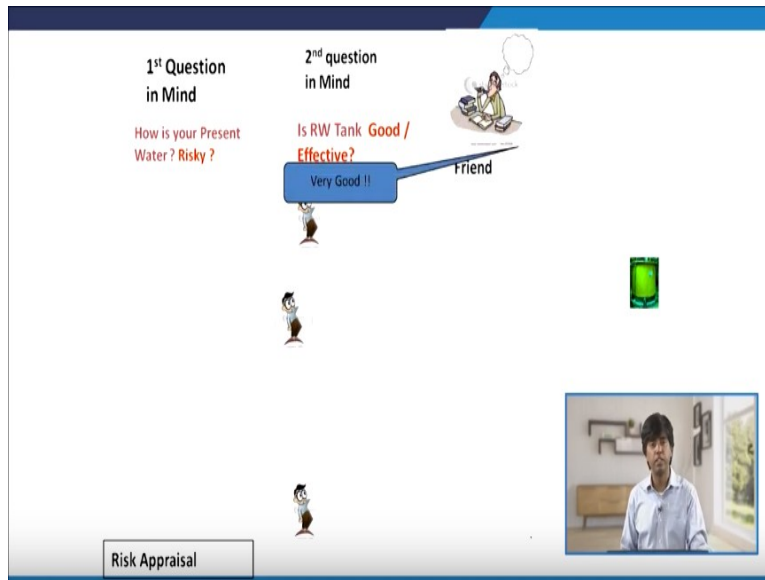 1st Question
in Mind
How is your Present
Water ? Risky ?
2nd question
in Mind
Is RW Tank Good /
Effective?
Very Good !!
Friend
Risk Appraisal